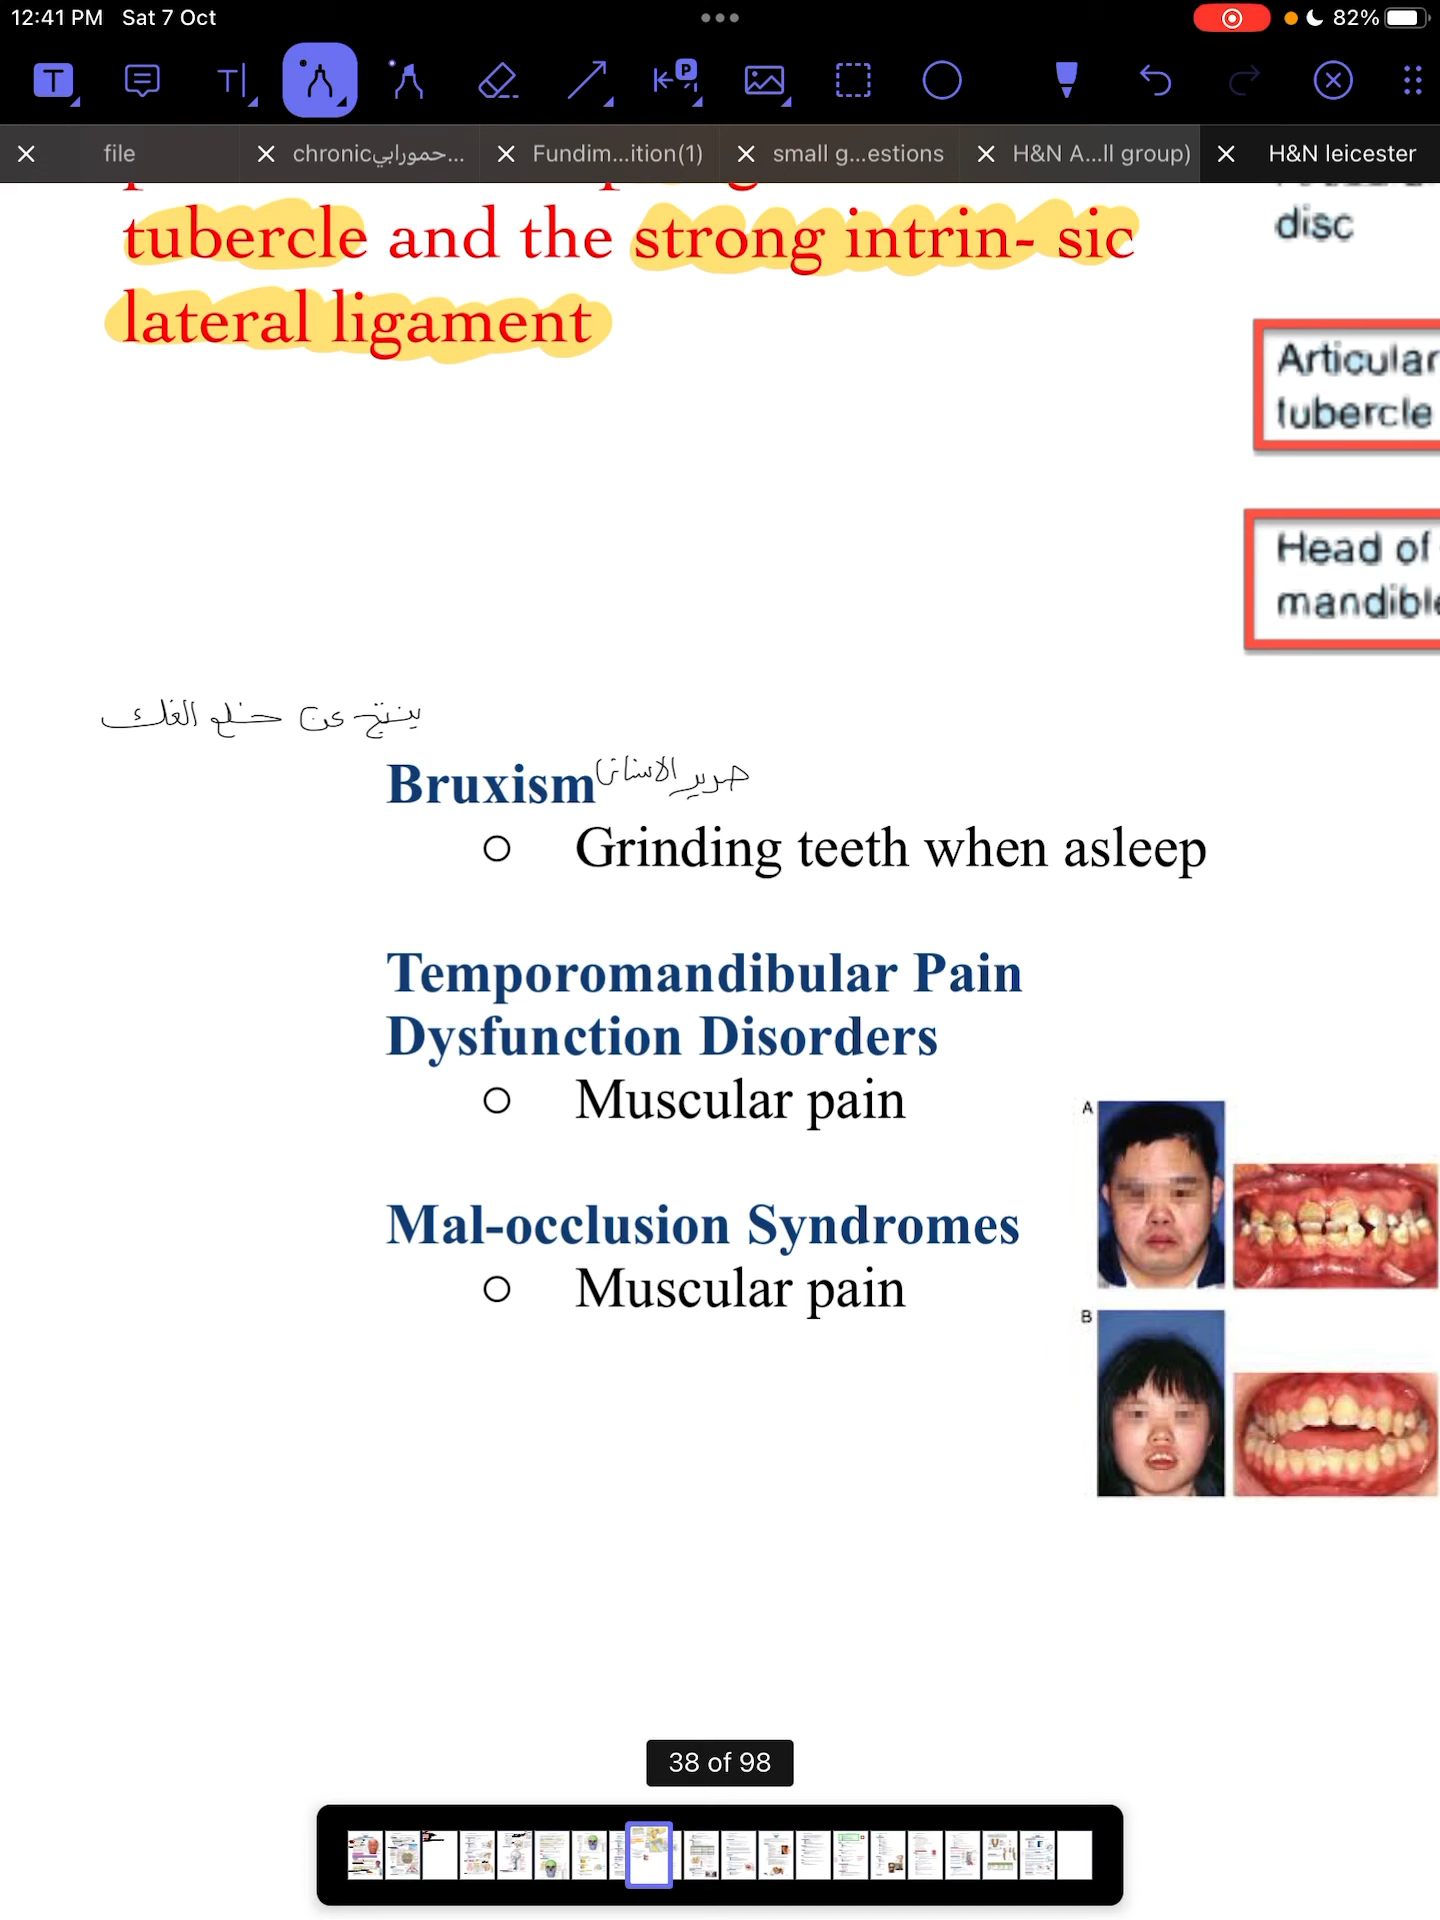 12:41 PM Sat 7 Oct
82%
file
chronicحمورابي...
Fundim...ition(1)
small g...estions
H&N A...ll group)
H&N leicester
tubercle and the strong intrin- sic
lateral ligament
disc
Articular
tubercle
Head of
mandible
ينتج عن خلع الفك
Bruxism صرير الاسنان
○ Grinding teeth when asleep
Temporomandibular Pain
Dysfunction Disorders
○ Muscular pain
Mal-occlusion Syndromes
○ Muscular pain
A
B
38 of 98